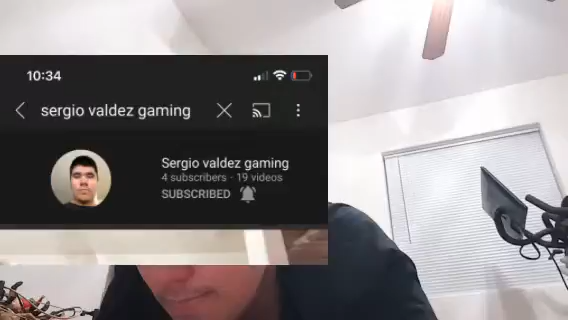 10:34
sergio valdez gaming
Sergio valdez gaming
4 subscribers · 19 videos
SUBSCRIBED